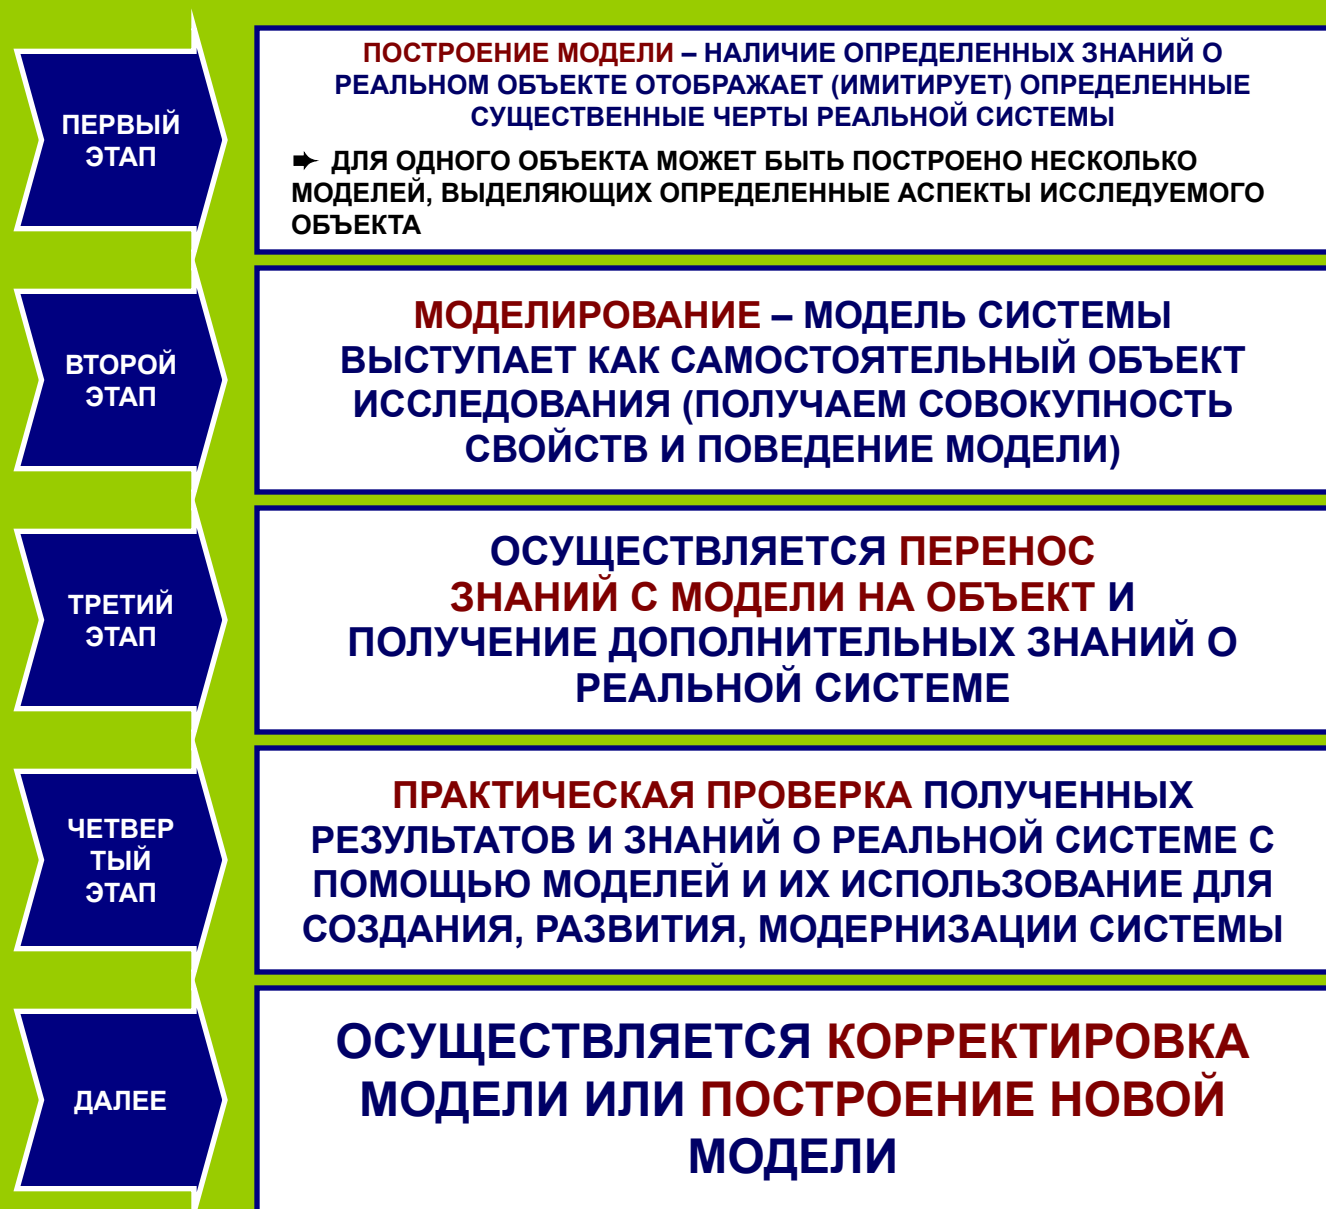 ПЕРВЫЙ
ЭТАП
ПОСТРОЕНИЕ МОДЕЛИ – НАЛИЧИЕ ОПРЕДЕЛЕННЫХ ЗНАНИЙ О
РЕАЛЬНОМ ОБЪЕКТЕ ОТОБРАЖАЕТ (ИМИТИРУЕТ) ОПРЕДЕЛЕННЫЕ
СУЩЕСТВЕННЫЕ ЧЕРТЫ РЕАЛЬНОЙ СИСТЕМЫ
➨ ДЛЯ ОДНОГО ОБЪЕКТА МОЖЕТ БЫТЬ ПОСТРОЕНО НЕСКОЛЬКО
МОДЕЛЕЙ, ВЫДЕЛЯЮЩИХ ОПРЕДЕЛЕННЫЕ АСПЕКТЫ ИССЛЕДУЕМОГО
ОБЪЕКТА
ВТОРОЙ
ЭТАП
МОДЕЛИРОВАНИЕ – МОДЕЛЬ СИСТЕМЫ
ВЫСТУПАЕТ КАК САМОСТОЯТЕЛЬНЫЙ ОБЪЕКТ
ИССЛЕДОВАНИЯ (ПОЛУЧАЕМ СОВОКУПНОСТЬ
СВОЙСТВ И ПОВЕДЕНИЕ МОДЕЛИ)
ТРЕТИЙ
ЭТАП
ОСУЩЕСТВЛЯЕТСЯ ПЕРЕНОС
ЗНАНИЙ С МОДЕЛИ НА ОБЪЕКТ И
ПОЛУЧЕНИЕ ДОПОЛНИТЕЛЬНЫХ ЗНАНИЙ О
РЕАЛЬНОЙ СИСТЕМЕ
ЧЕТВЕР
ТЫЙ
ЭТАП
ПРАКТИЧЕСКАЯ ПРОВЕРКА ПОЛУЧЕННЫХ
РЕЗУЛЬТАТОВ И ЗНАНИЙ О РЕАЛЬНОЙ СИСТЕМЕ С
ПОМОЩЬЮ МОДЕЛЕЙ И ИХ ИСПОЛЬЗОВАНИЕ ДЛЯ
СОЗДАНИЯ, РАЗВИТИЯ, МОДЕРНИЗАЦИИ СИСТЕМЫ
ДАЛЕЕ
ОСУЩЕСТВЛЯЕТСЯ КОРРЕКТИРОВКА
МОДЕЛИ ИЛИ ПОСТРОЕНИЕ НОВОЙ
МОДЕЛИ